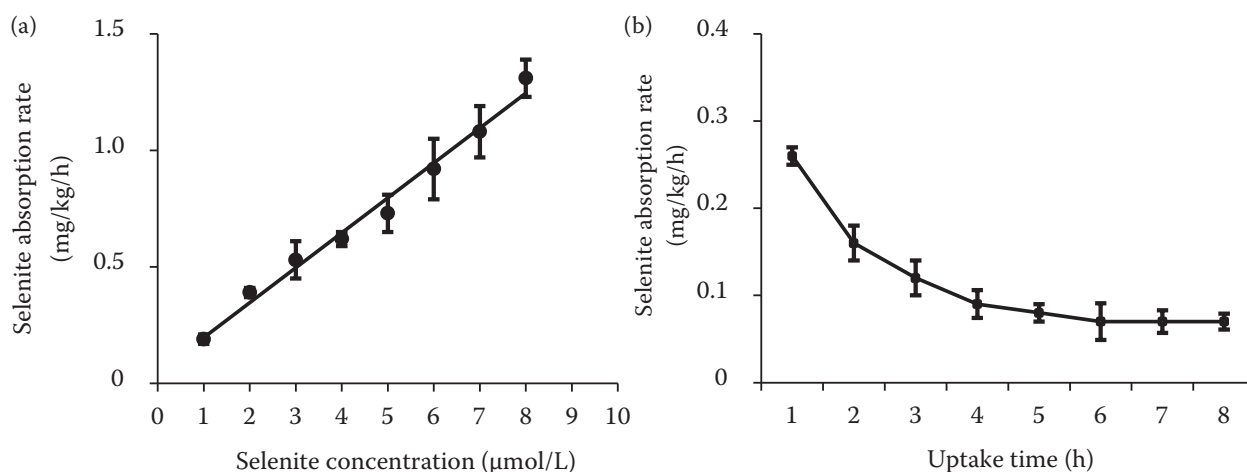 (a)
Selenite absorption rate
(mg/kg/h)
1.5
1.0
0.5
0
0 1 2 3 4 5 6 7 8 9 10
Selenite concentration (µmol/L)
(b)
Selenite absorption rate
(mg/kg/h)
0.4
0.3
0.2
0.1
0
1 2 3 4 5 6 7 8
Uptake time (h)